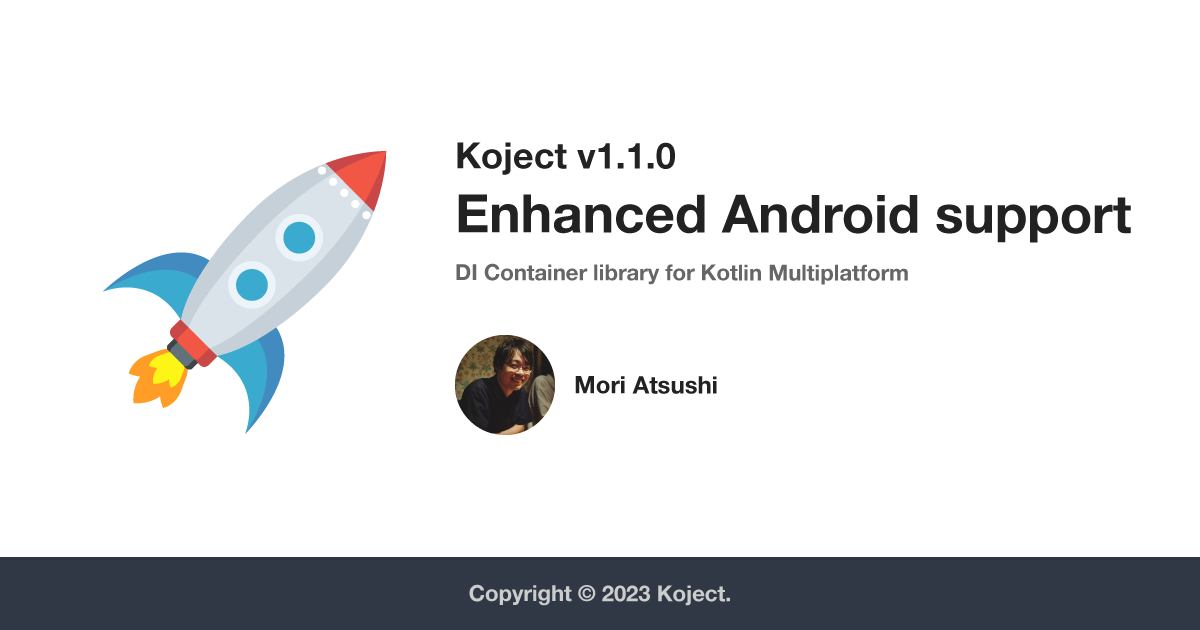 Koject v1.1.0
Enhanced Android support
DI Container library for Kotlin Multiplatform
Mori Atsushi
Copyright © 2023 Koject.